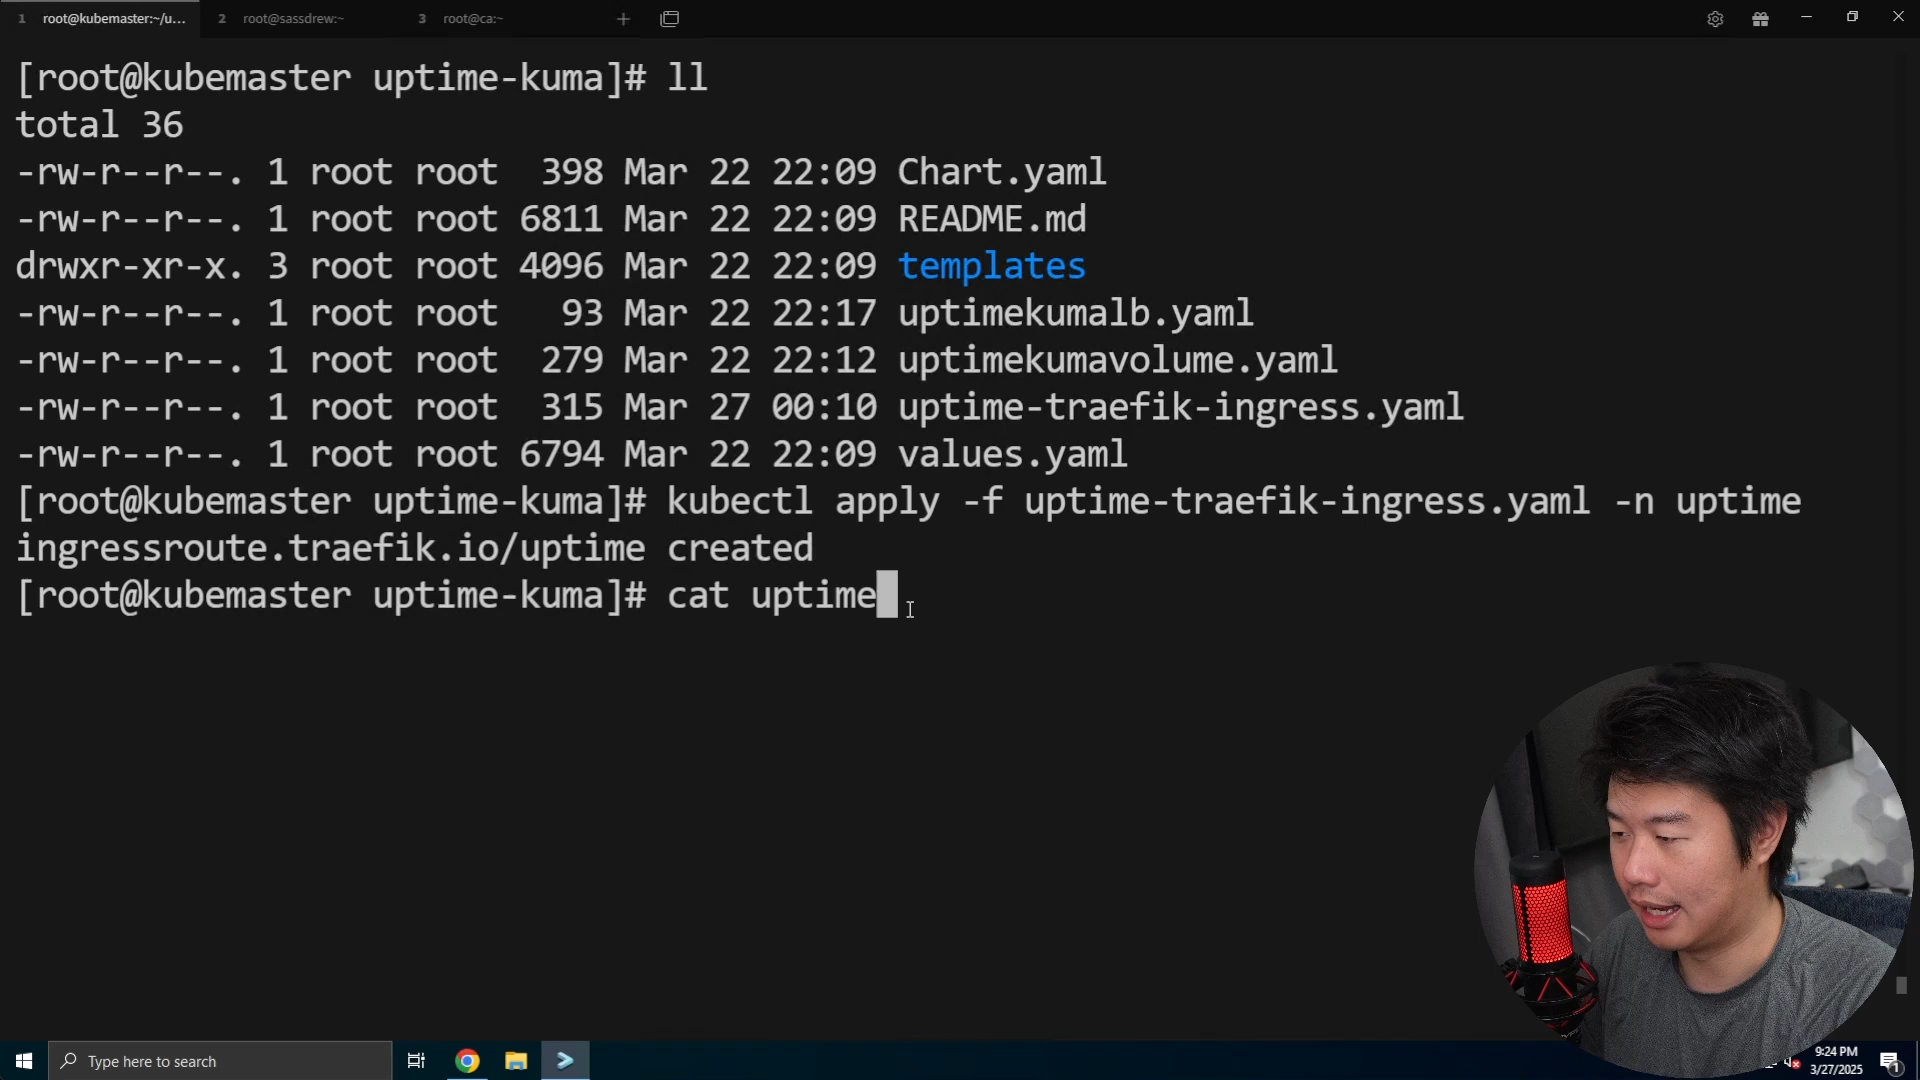 1 root@kubemaster:~/u... 2 root@sassdrew:~ 3 root@ca:~
[root@kubemaster uptime-kuma]# ll
total 36
-rw-r--r--. 1 root root  398 Mar 22 22:09 Chart.yaml
-rw-r--r--. 1 root root 6811 Mar 22 22:09 README.md
drwxr-xr-x. 3 root root 4096 Mar 22 22:09 templates
-rw-r--r--. 1 root root   93 Mar 22 22:17 uptimekumalb.yaml
-rw-r--r--. 1 root root  279 Mar 22 22:12 uptimekumavolume.yaml
-rw-r--r--. 1 root root  315 Mar 27 00:10 uptime-traefik-ingress.yaml
-rw-r--r--. 1 root root 6794 Mar 22 22:09 values.yaml
[root@kubemaster uptime-kuma]# kubectl apply -f uptime-traefik-ingress.yaml -n uptime
ingressroute.traefik.io/uptime created
[root@kubemaster uptime-kuma]# cat uptime
Type here to search
9:24 PM
3/27/2025
1